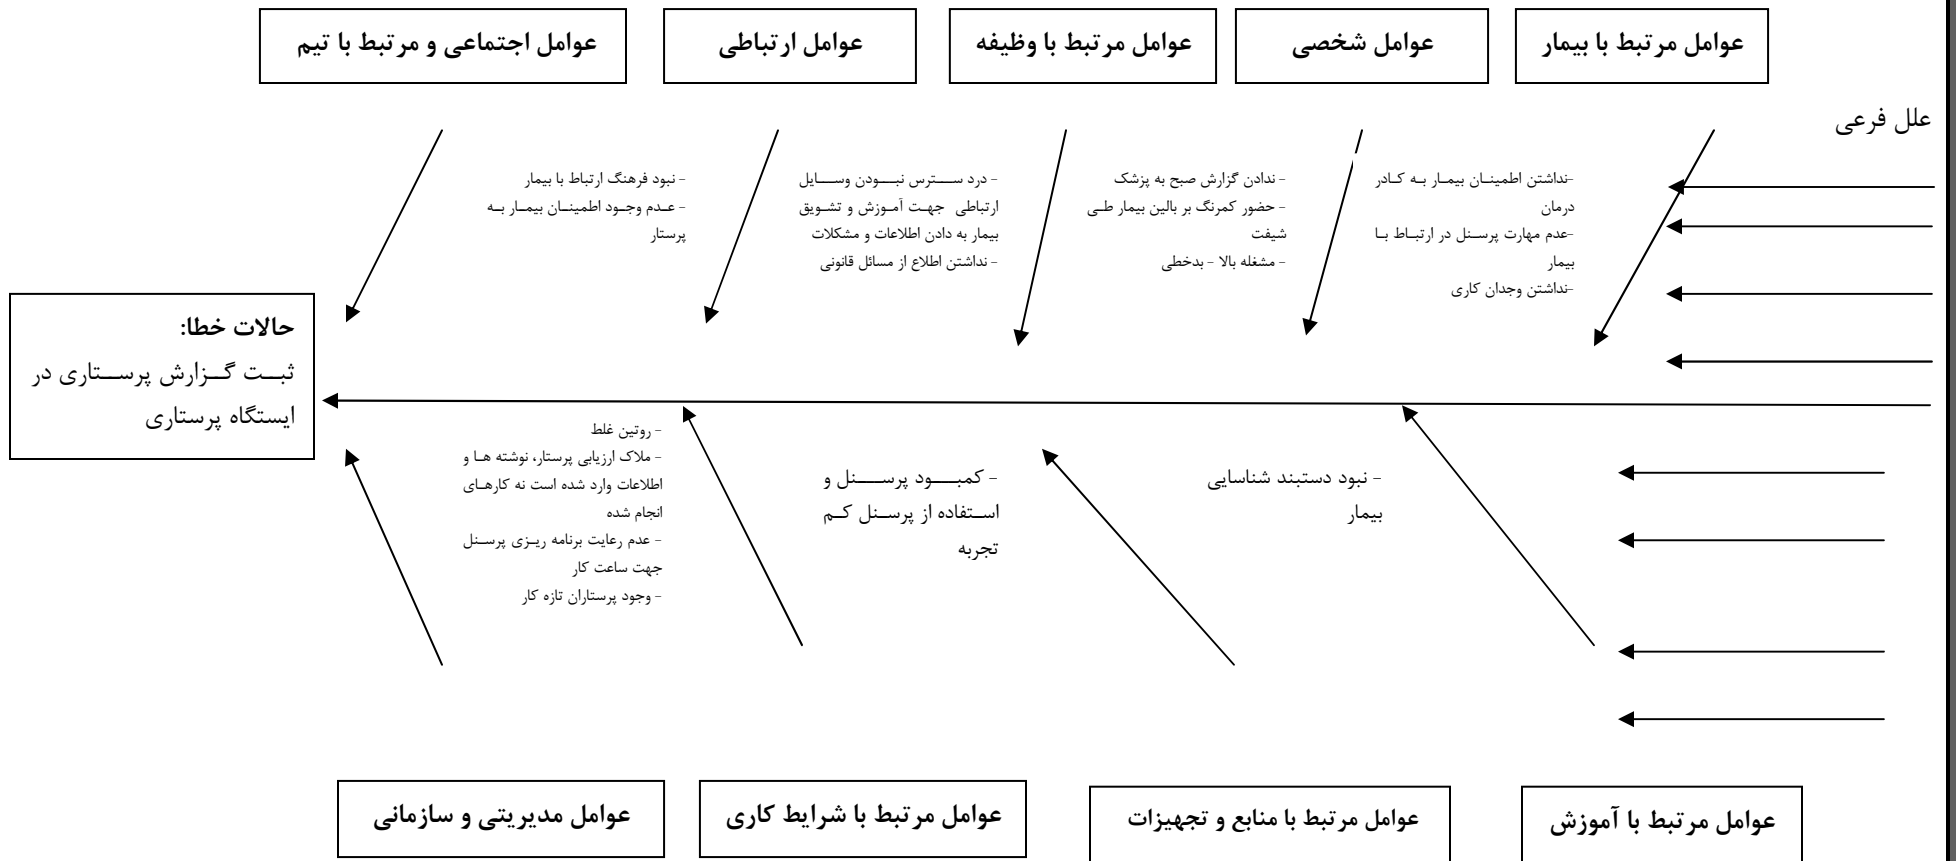 عوامل مرتبط با بیمار
عوامل شخصی
عوامل مرتبط با وظیفه
عوامل ارتباطی
عوامل اجتماعی و مرتبط با تیم
علل فرعی
-نداشتن اطمینان بیمار به کادر
درمان
-عدم مهارت پرسنل در ارتباط با
بیمار
-نداشتن وجدان کاری
- ندادن گزارش صبح به پزشک
- حضور کمرنگ بر بالین بیمار طی
شیفت
- مشغله بالا - بدخطی
- درد سترس نبودن وسایل
ارتباطی جهت آموزش و تشویق
بیمار به دادن اطلاعات و مشکلات
- نداشتن اطلاع از مسائل قانونی
- نبود فرهنگ ارتباط با بیمار
- عدم وجود اطمینان بیمار به
پرستار
حالات خطا:
ثبت گزارش پرستاری در
ایستگاه پرستاری
- نبود دستبند شناسایی
بیمار
- کمبود پرسنل و
استفاده از پرسنل کم
تجربه
- روتین غلط
- ملاک ارزیابی پرستار، نوشته ها و
اطلاعات وارد شده است نه کارهای
انجام شده
- عدم رعایت برنامه ریزی پرسنل
جهت ساعت کار
- وجود پرستاران تازه کار
عوامل مرتبط با آموزش
عوامل مرتبط با منابع و تجهیزات
عوامل مرتبط با شرایط کاری
عوامل مدیریتی و سازمانی